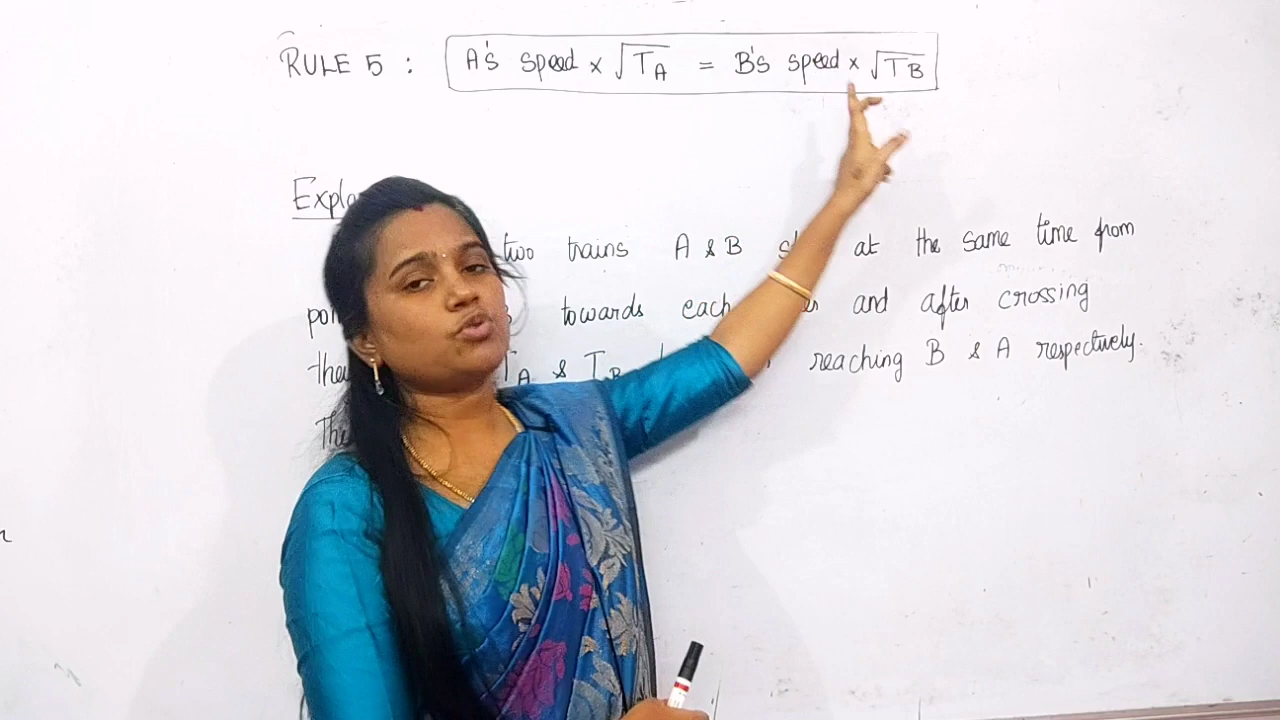 RULE 5 : A's speed × √TA = B's speed × √TB
two trains A & B at the same time from
towards each and after crossing
TA & TB reaching B & A respectively.